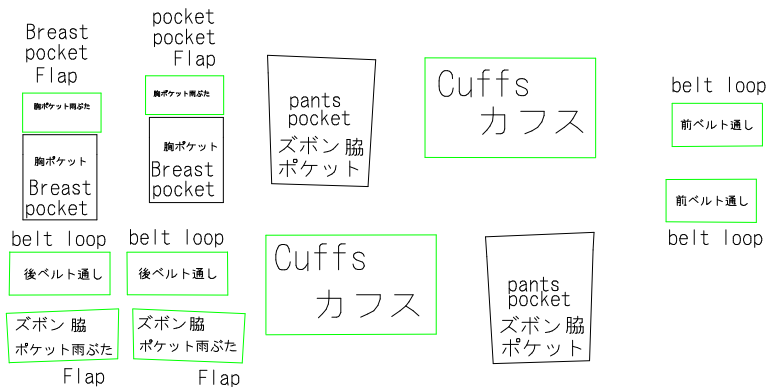 Breast
pocket
Flap
胸ポケット雨ぶた
胸ポケット
Breast
pocket
pocket
pocket
Flap
胸ポケット雨ぶた
胸ポケット
Breast
pocket
pants
pocket
ズボン脇
ポケット
Cuffs
カフス
belt loop
前ベルト通し
前ベルト通し
belt loop
belt loop
後ベルト通し
belt loop
後ベルト通し
ズボン脇
ポケット雨ぶた
Flap
ズボン脇
ポケット雨ぶた
Flap
Cuffs
カフス
pants
pocket
ズボン脇
ポケット